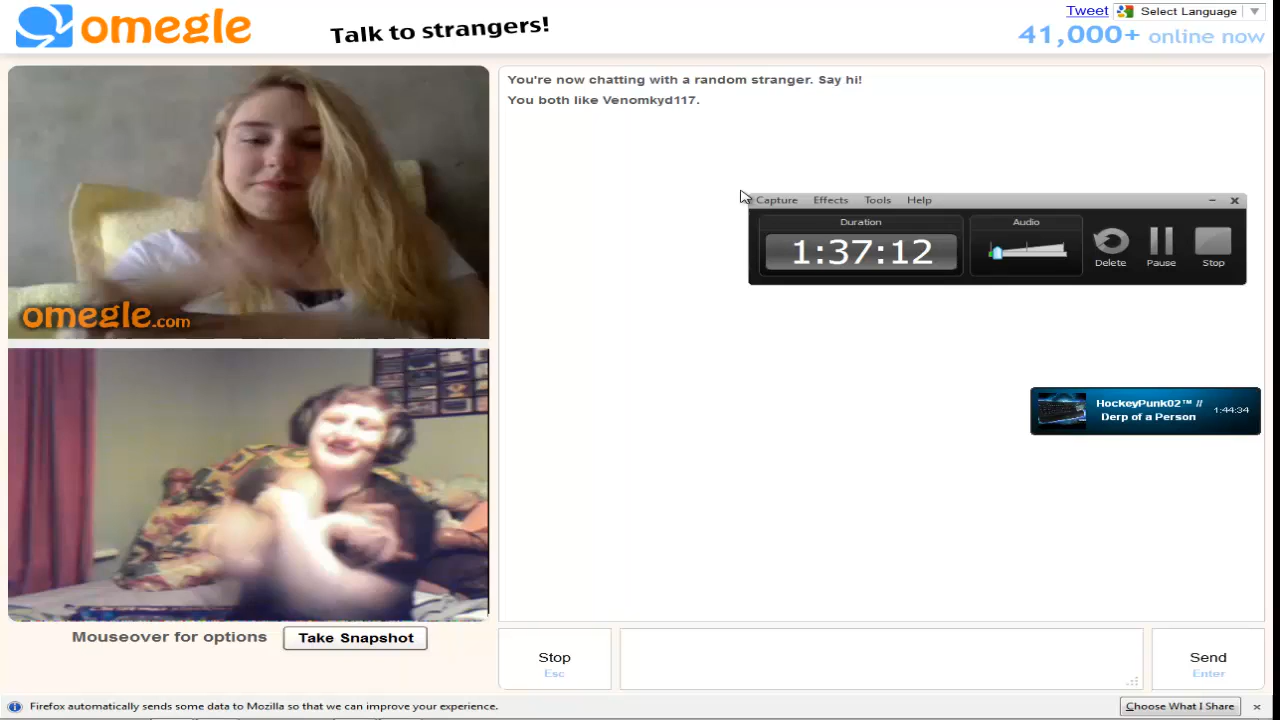 omegle
Talk to strangers!
Tweet
Select Language
41,000+ online now
You're now chatting with a random stranger. Say hi!
You both like Venomkyd117.
Capture Effects Tools Help
Duration
Audio
1:37:12
Delete
Pause
Stop
omegle.com
HockeyPunk02™ //
Derp of a Person
1:44:34
Mouseover for options
Take Snapshot
Stop
Esc
Send
Enter
Firefox automatically sends some data to Mozilla so that we can improve your experience.
Choose What I Share